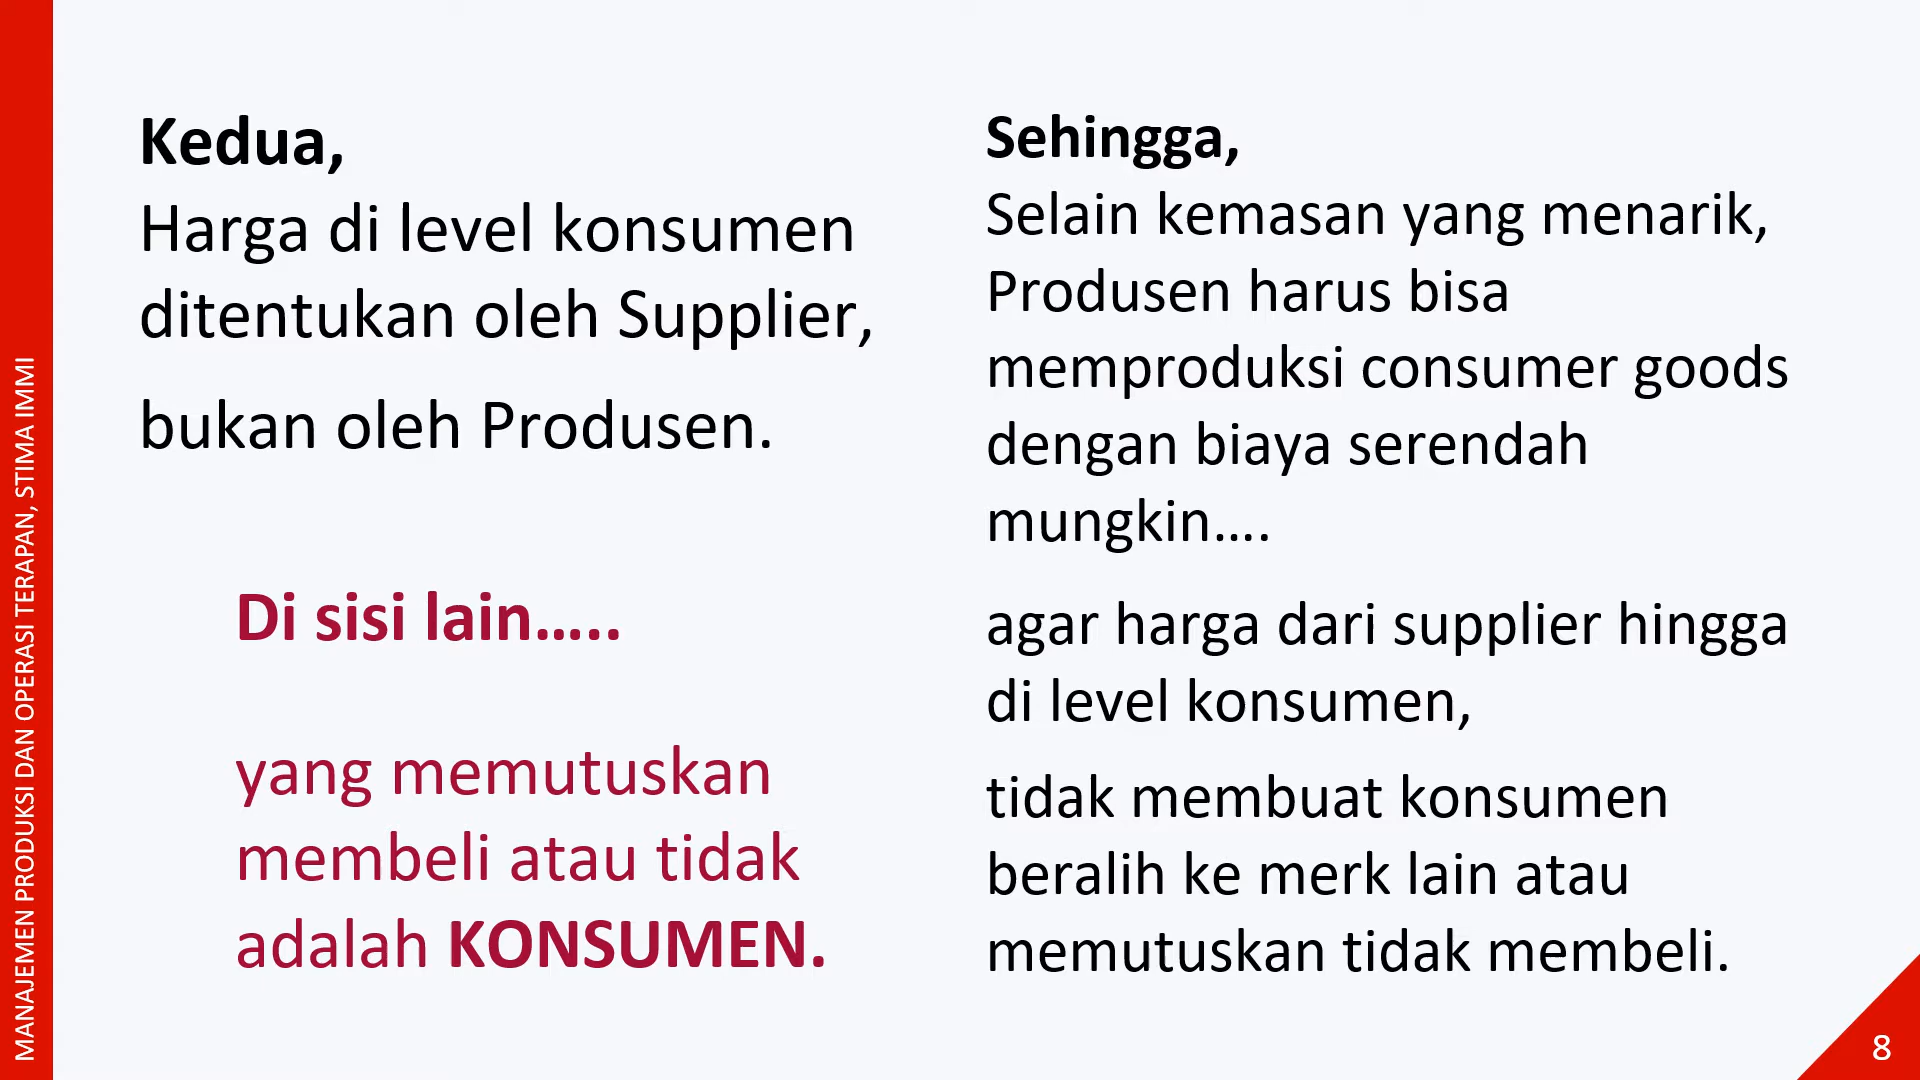 MANAJEMEN PRODUKSI DAN OPERASI TERAPAN, STIMA IMMI
Kedua,
Harga di level konsumen
ditentukan oleh Supplier,
bukan oleh Produsen.
Di sisi lain.....
yang memutuskan
membeli atau tidak
adalah KONSUMEN.
Sehingga,
Selain kemasan yang menarik,
Produsen harus bisa
memproduksi consumer goods
dengan biaya serendah
mungkin....
agar harga dari supplier hingga
di level konsumen,
tidak membuat konsumen
beralih ke merk lain atau
memutuskan tidak membeli.
8